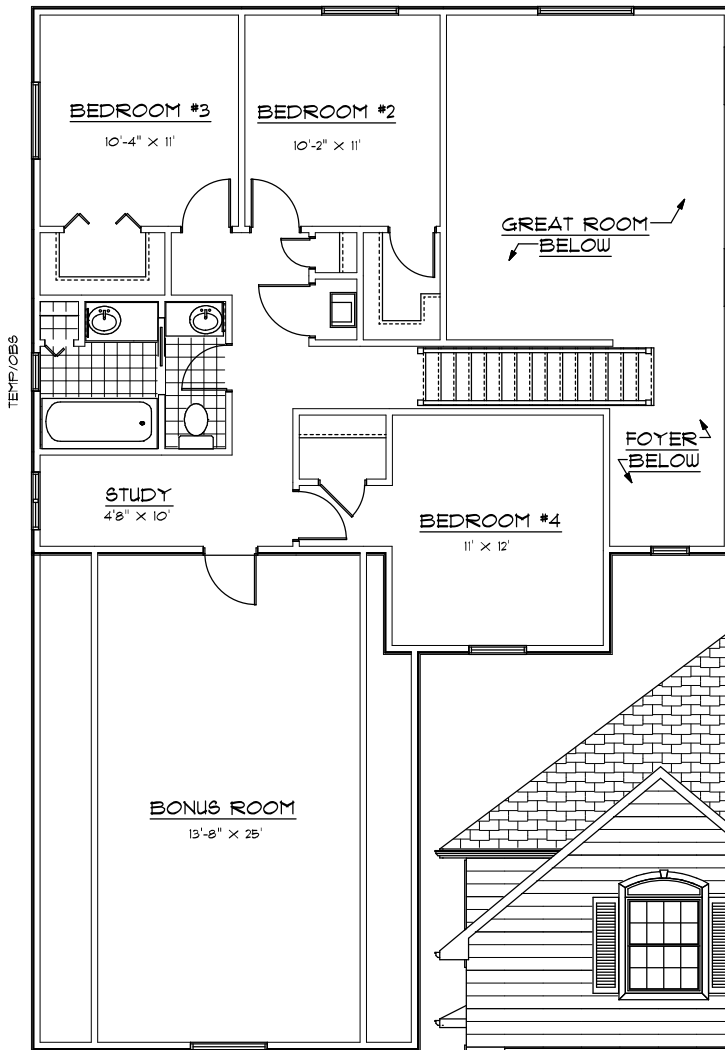 BEDROOM #3
10'-4" X 11'
BEDROOM #2
10'-2" X 11'
GREAT ROOM
BELOW
TEMP/OBS
FOYER
BELOW
STUDY
4'8" X 10'
BEDROOM #4
11' X 12'
BONUS ROOM
13'-8" X 25'